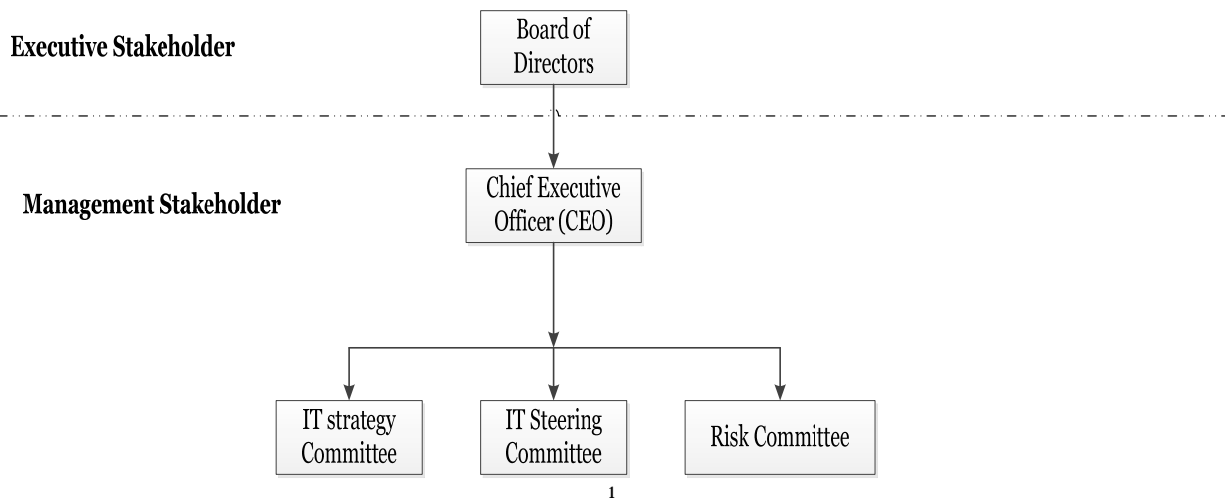 Board of
Directors
Executive Stakeholder
Chief Executive
Officer (CEO)
Management Stakeholder
IT strategy
Committee
IT Steering
Committee
Risk Committee
1